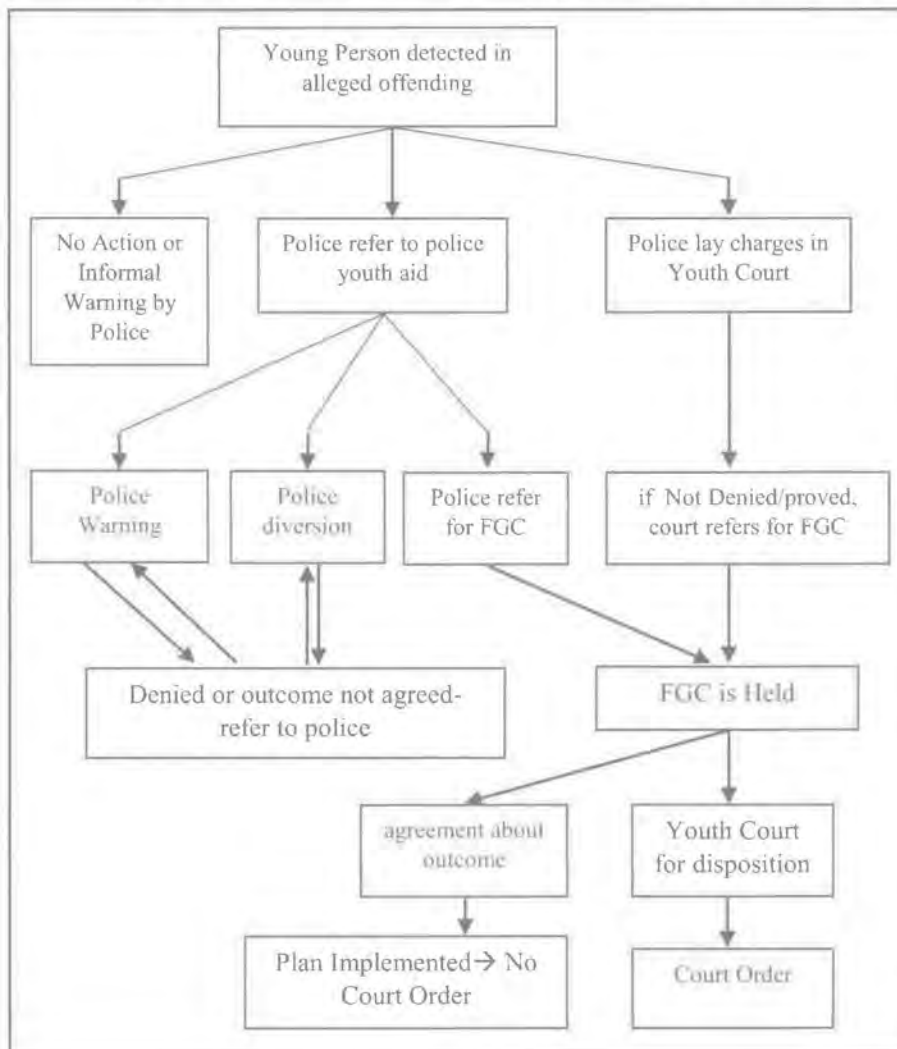 Young Person detected in
alleged offending
No Action or
Informal
Warning by
Police
Police refer to police
youth aid
Police lay charges in
Youth Court
Police
Warning
Police
diversion
Police refer
for FGC
if Not Denied/proved,
court refers for FGC
Denied or outcome not agreed-
refer to police
FGC is Held
agreement about
outcome
Youth Court
for disposition
Plan Implemented→ No
Court Order
Court Order